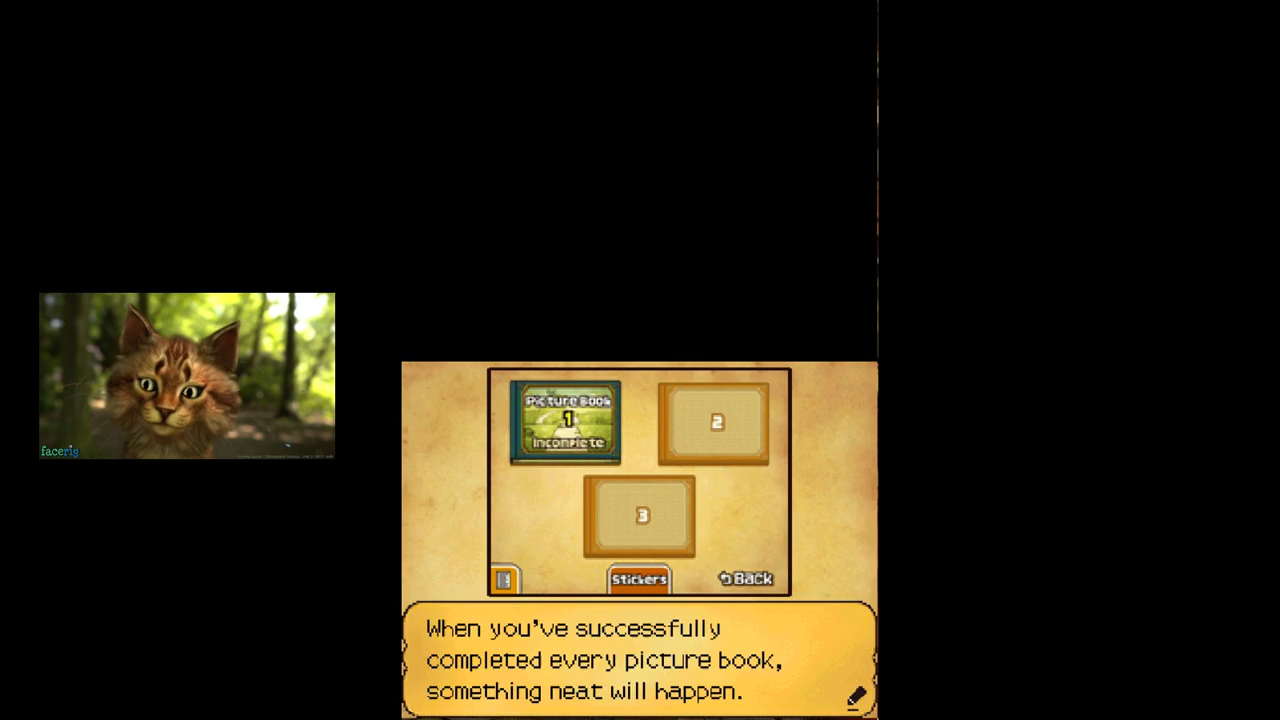 Picture Book
1
Incomplete
2
3
Stickers
Back
facerig
When you've successfully
completed every picture book,
something neat will happen.